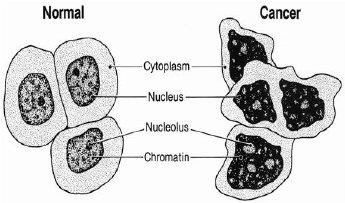 Normal
Cancer
Cytoplasm
Nucleus
Nucleolus
Chromatin